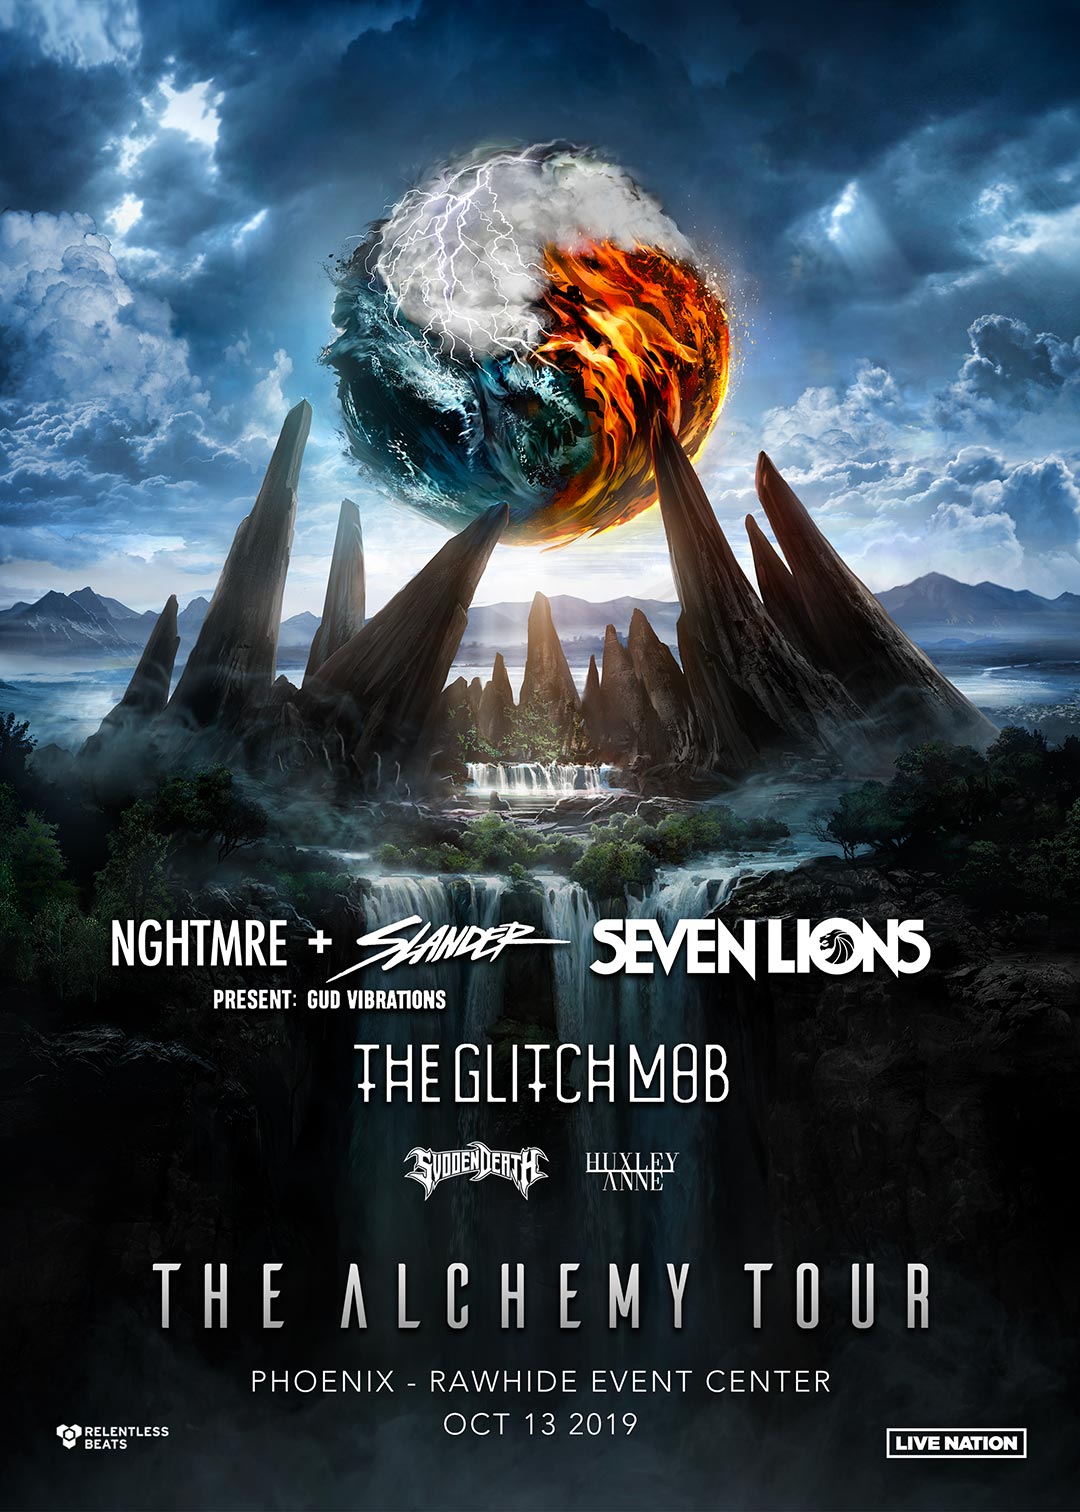 NGHTMRE + SLANDER SEVEN LIONS
PRESENT: GUD VIBRATIONS
THE GLITCH MOB
SVDDEN DEATH HUXLEY
ANNE
THE ALCHEMY TOUR
PHOENIX - RAWHIDE EVENT CENTER
OCT 13 2019
RELENTLESS
BEATS
LIVE NATION